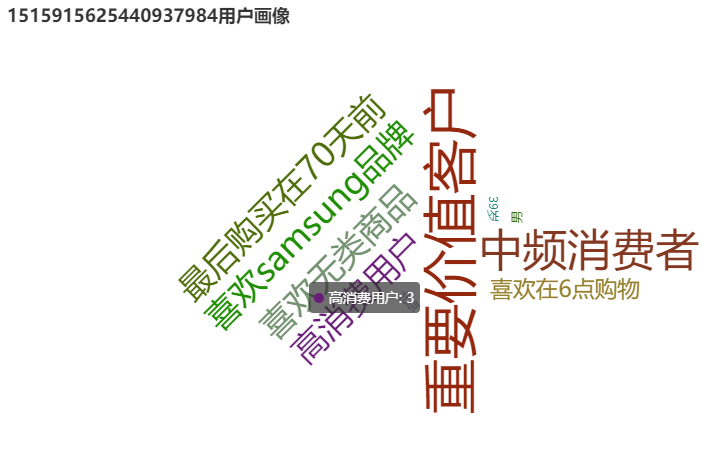 1515915625440937984用户画像
最后购买在70天前
喜欢samsung品牌
喜欢无类商品
高消费用户
高消费用户: 3
重要价值客户
39岁
男
中频消费者
喜欢在6点购物